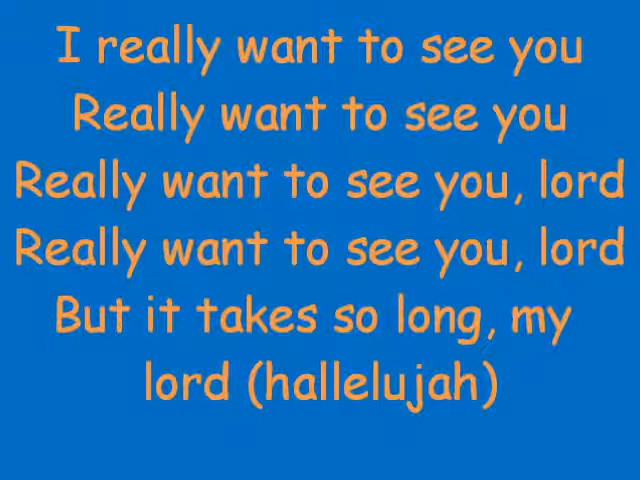 I really want to see you
Really want to see you
Really want to see you, lord
Really want to see you, lord
But it takes so long, my
lord (hallelujah)